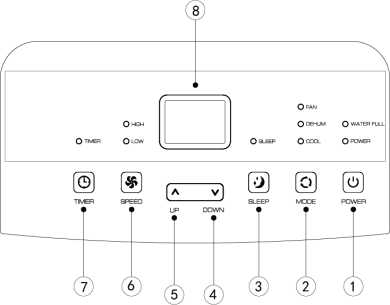 8
FAN
HIGH
DEHUM
WATER FULL
TIMER
LOW
SLEEP
COOL
POWER
TIMER
SPEED
UP
DOWN
SLEEP
MODE
POWER
7
6
5
4
3
2
1